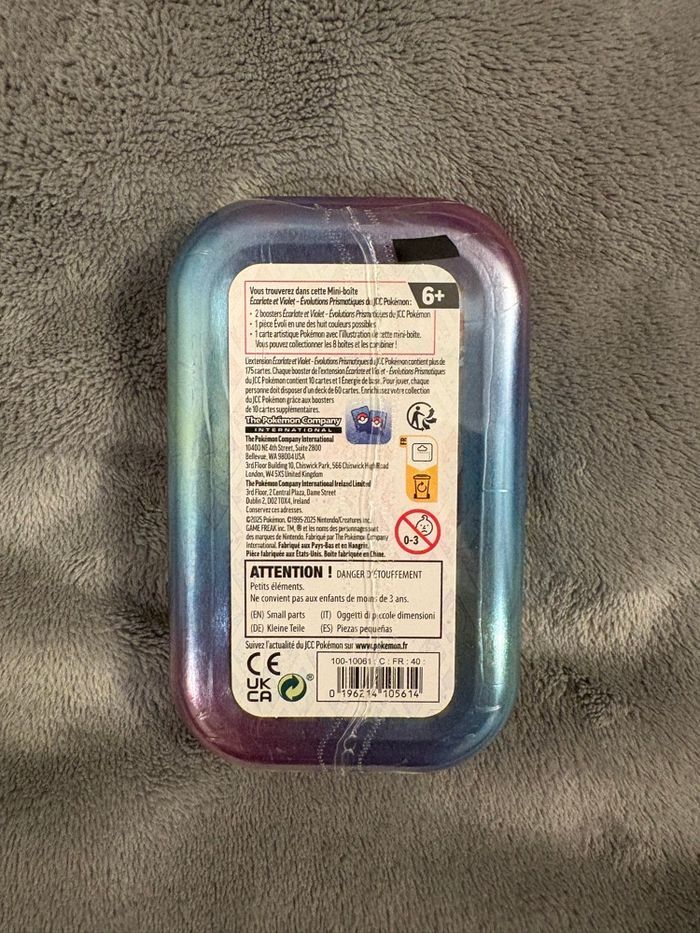 Vous trouverez dans cette Mini-boîte
Écarlate et Violet - Évolutions Prismatiques du JCC Pokémon:
6+
• 2 boosters Écarlate et Violet - Évolutions Prismatiques du JCC Pokémon
• 1 pièce Évoli en une des huit couleurs possibles
• 1 carte artistique Pokémon avec l'illustration de cette mini-boîte.
Vous pouvez collectionner les 8 boîtes et les combiner !
L'extension Écarlate et Violet - Évolutions Prismatiques du JCC Pokémon contient plus de
175 cartes. Chaque booster de l'extension Écarlate et Violet - Évolutions Prismatiques
du JCC Pokémon contient 10 cartes et 1 Énergie de base. Pour jouer, chaque
personne doit disposer d'un deck de 60 cartes. Enrichissez votre collection
du JCC Pokémon grâce aux boosters
de 10 cartes supplémentaires.
The Pokémon Company
INTERNATIONAL
The Pokémon Company International
10400 NE 4th Street, Suite 2800
Bellevue, WA 98004 USA
3rd Floor Building 10, Chiswick Park, 566 Chiswick High Road
London, W4 5XS United Kingdom
The Pokémon Company International Ireland Limited
3rd Floor, 2 Central Plaza, Dame Street
Dublin 2, D02 T0X4, Ireland
Conservez ces adresses.
FR
©2025 Pokémon. ©1995-2025 Nintendo/Creatures inc.
GAME FREAK inc. TM, ® et les noms des personnages sont
des marques de Nintendo. Fabriqué par The Pokémon Company
International. Fabriqué aux Pays-Bas et en Hongrie.
Pièce fabriquée aux États-Unis. Boîte fabriquée en Chine.
0-3
ATTENTION ! DANGER D'ÉTOUFFEMENT
Petits éléments.
Ne convient pas aux enfants de moins de 3 ans.
(EN) Small parts (IT) Oggetti di piccole dimensioni
(DE) Kleine Teile (ES) Piezas pequeñas
Suivez l'actualité du JCC Pokémon sur www.pokemon.fr
CE
UK
CA
®
100-10061 : C : FR : 40 :
0 196214 105614